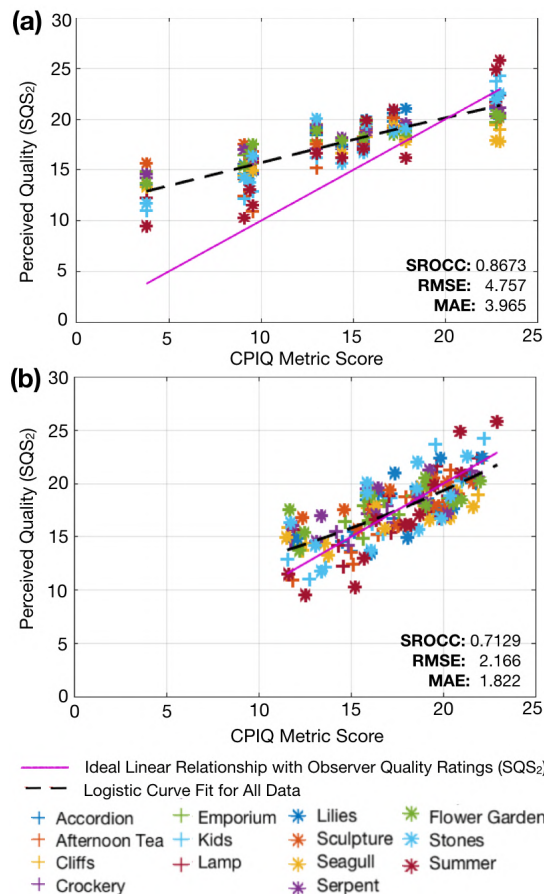 (a)
30
25
20
15
10
5
0
Perceived Quality (SQS2)
SROCC: 0.8673
RMSE: 4.757
MAE: 3.965
0 5 10 15 20 25
CPIQ Metric Score
(b)
30
25
20
15
10
5
0
Perceived Quality (SQS2)
SROCC: 0.7129
RMSE: 2.166
MAE: 1.822
0 5 10 15 20 25
CPIQ Metric Score
Ideal Linear Relationship with Observer Quality Ratings (SQS2)
Logistic Curve Fit for All Data
Accordion Emporium Lilies Flower Garden
Afternoon Tea Kids Sculpture Stones
Cliffs Lamp Seagull Summer
Crockery Serpent